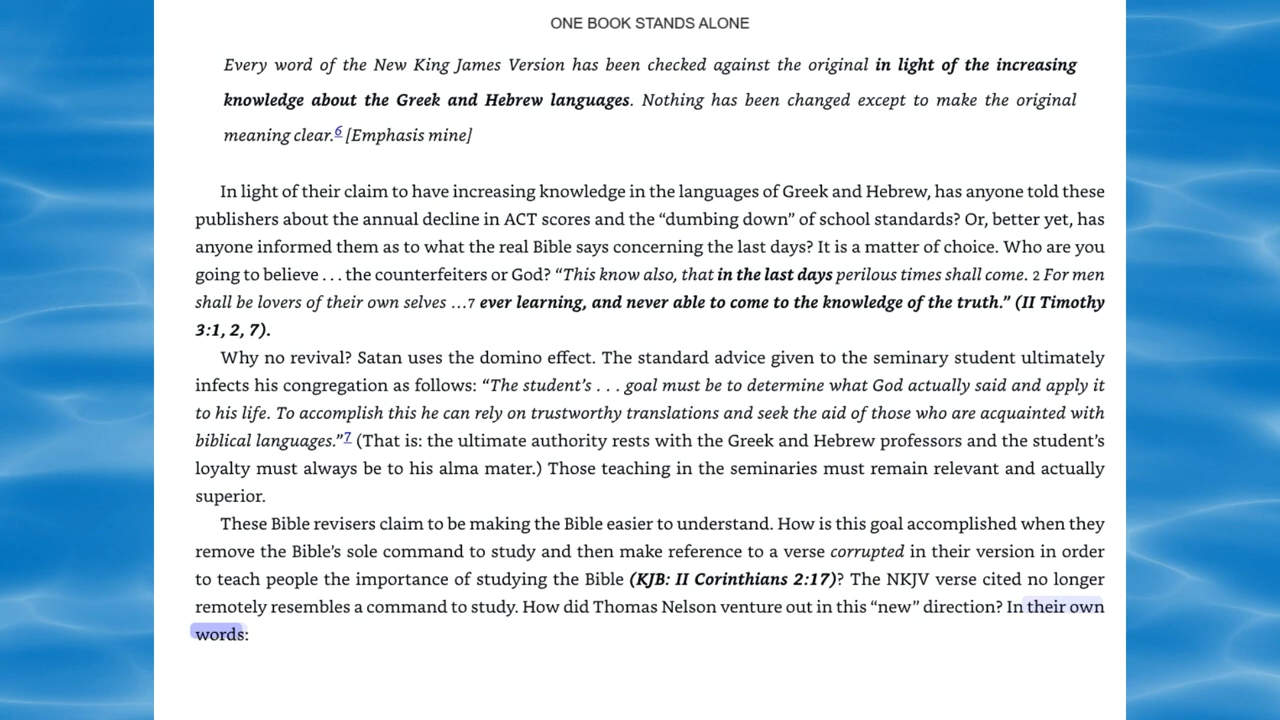 ONE BOOK STANDS ALONE
Every word of the New King James Version has been checked against the original in light of the increasing
knowledge about the Greek and Hebrew languages. Nothing has been changed except to make the original
meaning clear.6 [Emphasis mine]
In light of their claim to have increasing knowledge in the languages of Greek and Hebrew, has anyone told these
publishers about the annual decline in ACT scores and the “dumbing down” of school standards? Or, better yet, has
anyone informed them as to what the real Bible says concerning the last days? It is a matter of choice. Who are you
going to believe . . . the counterfeiters or God? “This know also, that in the last days perilous times shall come. 2 For men
shall be lovers of their own selves …7 ever learning, and never able to come to the knowledge of the truth.” (II Timothy
3:1, 2, 7).
Why no revival? Satan uses the domino effect. The standard advice given to the seminary student ultimately
infects his congregation as follows: “The student’s . . . goal must be to determine what God actually said and apply it
to his life. To accomplish this he can rely on trustworthy translations and seek the aid of those who are acquainted with
biblical languages.”7 (That is: the ultimate authority rests with the Greek and Hebrew professors and the student’s
loyalty must always be to his alma mater.) Those teaching in the seminaries must remain relevant and actually
superior.
These Bible revisers claim to be making the Bible easier to understand. How is this goal accomplished when they
remove the Bible’s sole command to study and then make reference to a verse corrupted in their version in order
to teach people the importance of studying the Bible (KJB: II Corinthians 2:17)? The NKJV verse cited no longer
remotely resembles a command to study. How did Thomas Nelson venture out in this “new” direction? In their own
words: